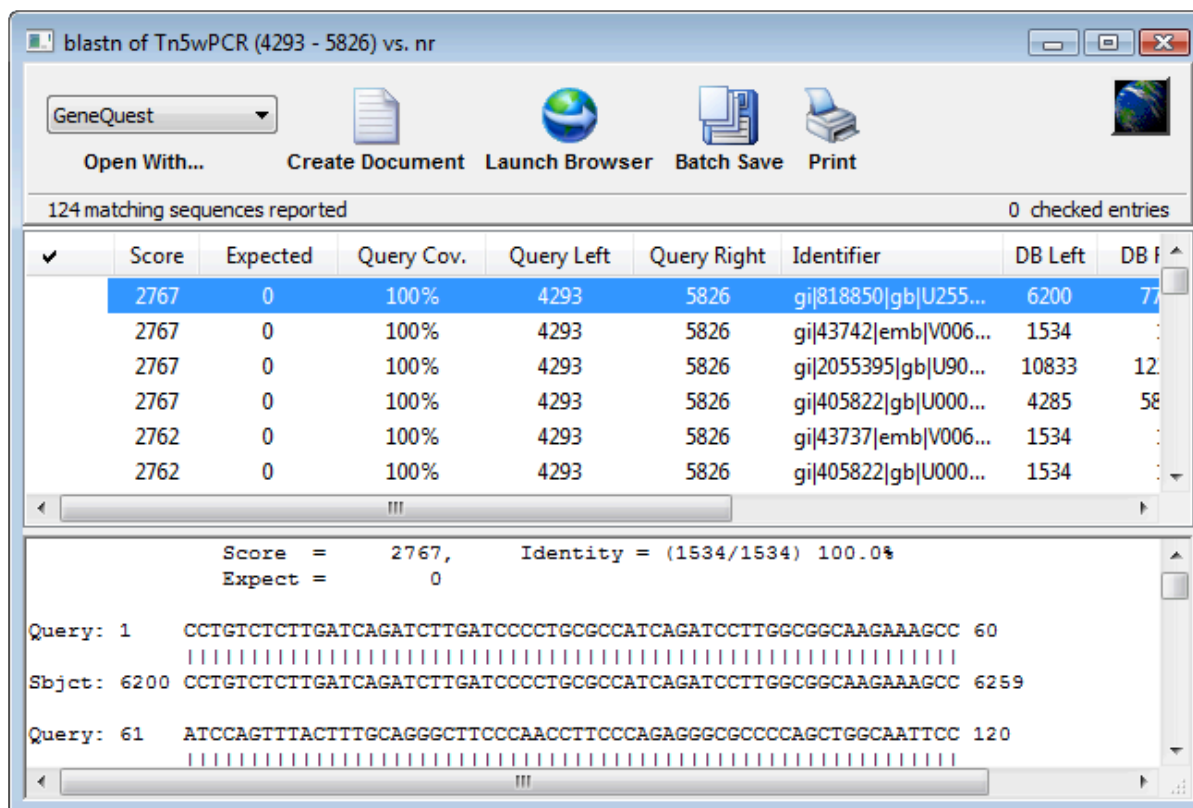 blastn of Tn5wPCR (4293 - 5826) vs. nr
GeneQuest
Open With... Create Document Launch Browser Batch Save Print
124 matching sequences reported 0 checked entries
✔ Score Expected Query Cov. Query Left Query Right Identifier DB Left DB
2767 0 100% 4293 5826 gi|818850|gb|U255... 6200 77
2767 0 100% 4293 5826 gi|43742|emb|V006... 1534
2767 0 100% 4293 5826 gi|2055395|gb|U90... 10833 12
2767 0 100% 4293 5826 gi|405822|gb|U000... 4285 58
2762 0 100% 4293 5826 gi|43737|emb|V006... 1534
2762 0 100% 4293 5826 gi|405822|gb|U000... 1534
Score = 2767, Identity = (1534/1534) 100.0%
Expect = 0
Query: 1 CCTGTCTCTTGATCAGATCTTGATCCCCTGCGCCATCAGATCCTTGGCGGCAAGAAAGCC 60
||||||||||||||||||||||||||||||||||||||||||||||||||||||||||||
Sbjct: 6200 CCTGTCTCTTGATCAGATCTTGATCCCCTGCGCCATCAGATCCTTGGCGGCAAGAAAGCC 6259
Query: 61 ATCCAGTTTACTTTGCAGGGCTTCCCAACCTTCCCAGAGGGCGCCCCAGCTGGCAATTCC 120
||||||||||||||||||||||||||||||||||||||||||||||||||||||||||||